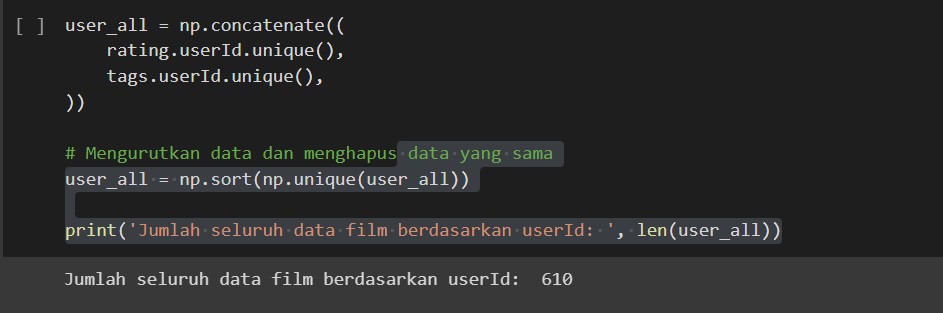 [ ] user_all = np.concatenate((
    rating.userId.unique(),
    tags.userId.unique(),
))
# Mengurutkan data dan menghapus data yang sama
user_all = np.sort(np.unique(user_all))
print('Jumlah seluruh data film berdasarkan userId: ', len(user_all))
Jumlah seluruh data film berdasarkan userId:  610